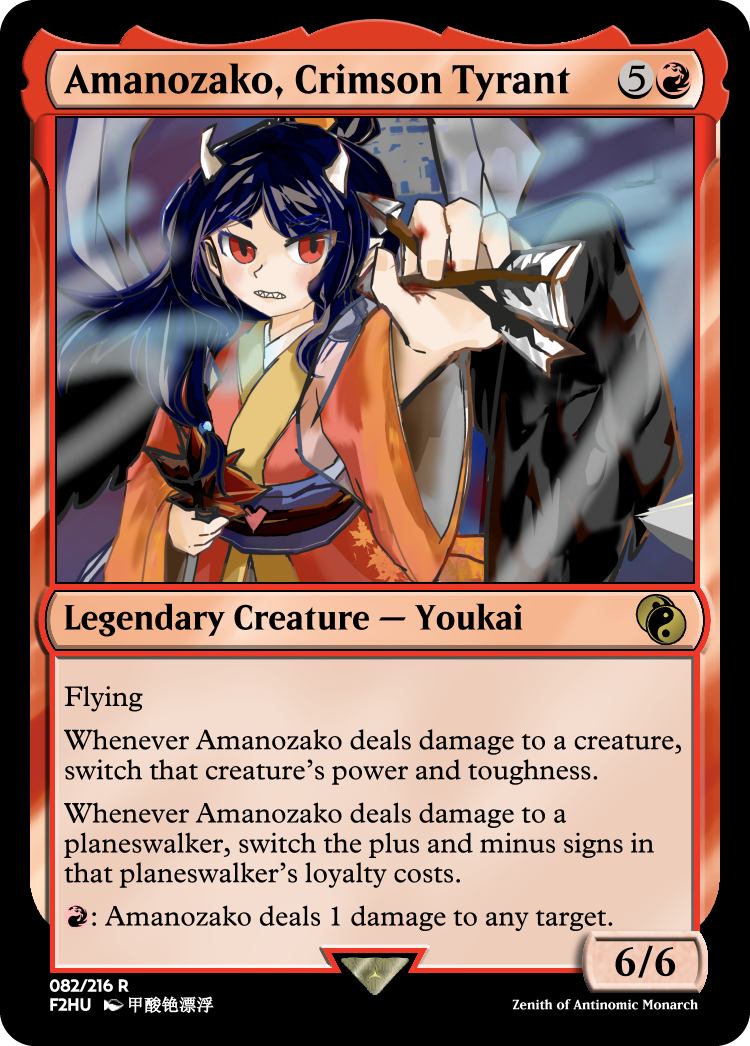 Amanozako, Crimson Tyrant 5
Legendary Creature — Youkai
Flying
Whenever Amanozako deals damage to a creature,
switch that creature's power and toughness.
Whenever Amanozako deals damage to a
planeswalker, switch the plus and minus signs in
that planeswalker's loyalty costs.
: Amanozako deals 1 damage to any target.
6/6
082/216 R
F2HU 甲酸铯漂浮
Zenith of Antinomic Monarch